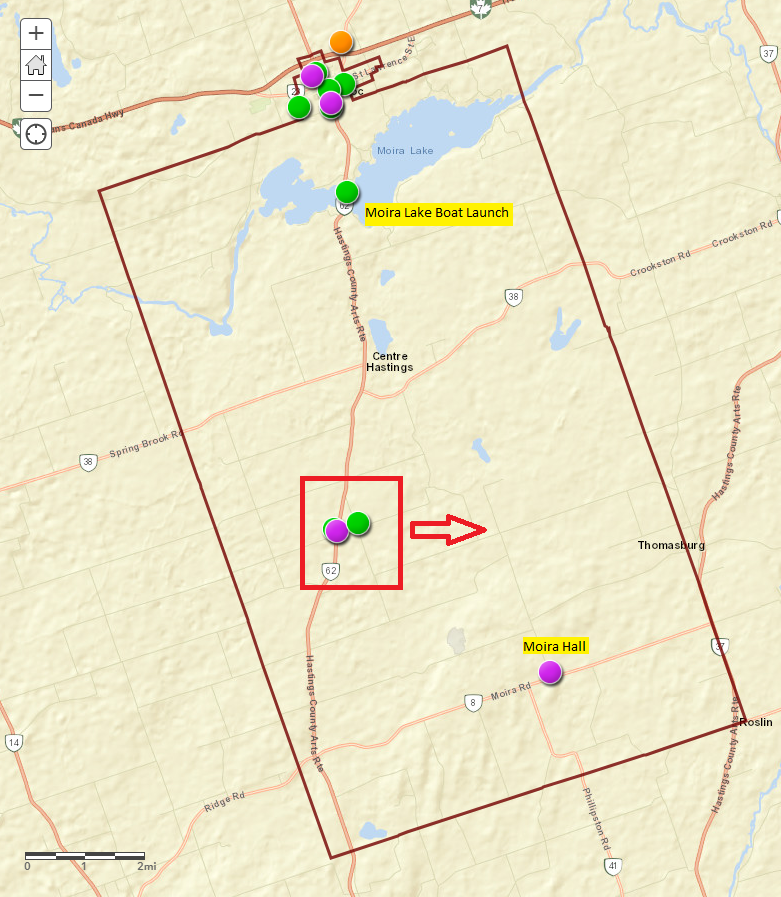 +
−
7
37
St Lawrence St E
ns Canada Hwy
Moira Lake
62
Moira Lake Boat Launch
Hastings County Arts Rte
Crookston Rd
Crookston Rd
38
Centre
Hastings
Spring Brook Rd
38
Hastings County Arts Rte
Thomasburg
62
37
Moira Hall
Moira Rd
8
Hastings County Arts Rte
Roslin
14
Ridge Rd
Hastings County Arts Rte
Phillipston Rd
41
0 1 2mi